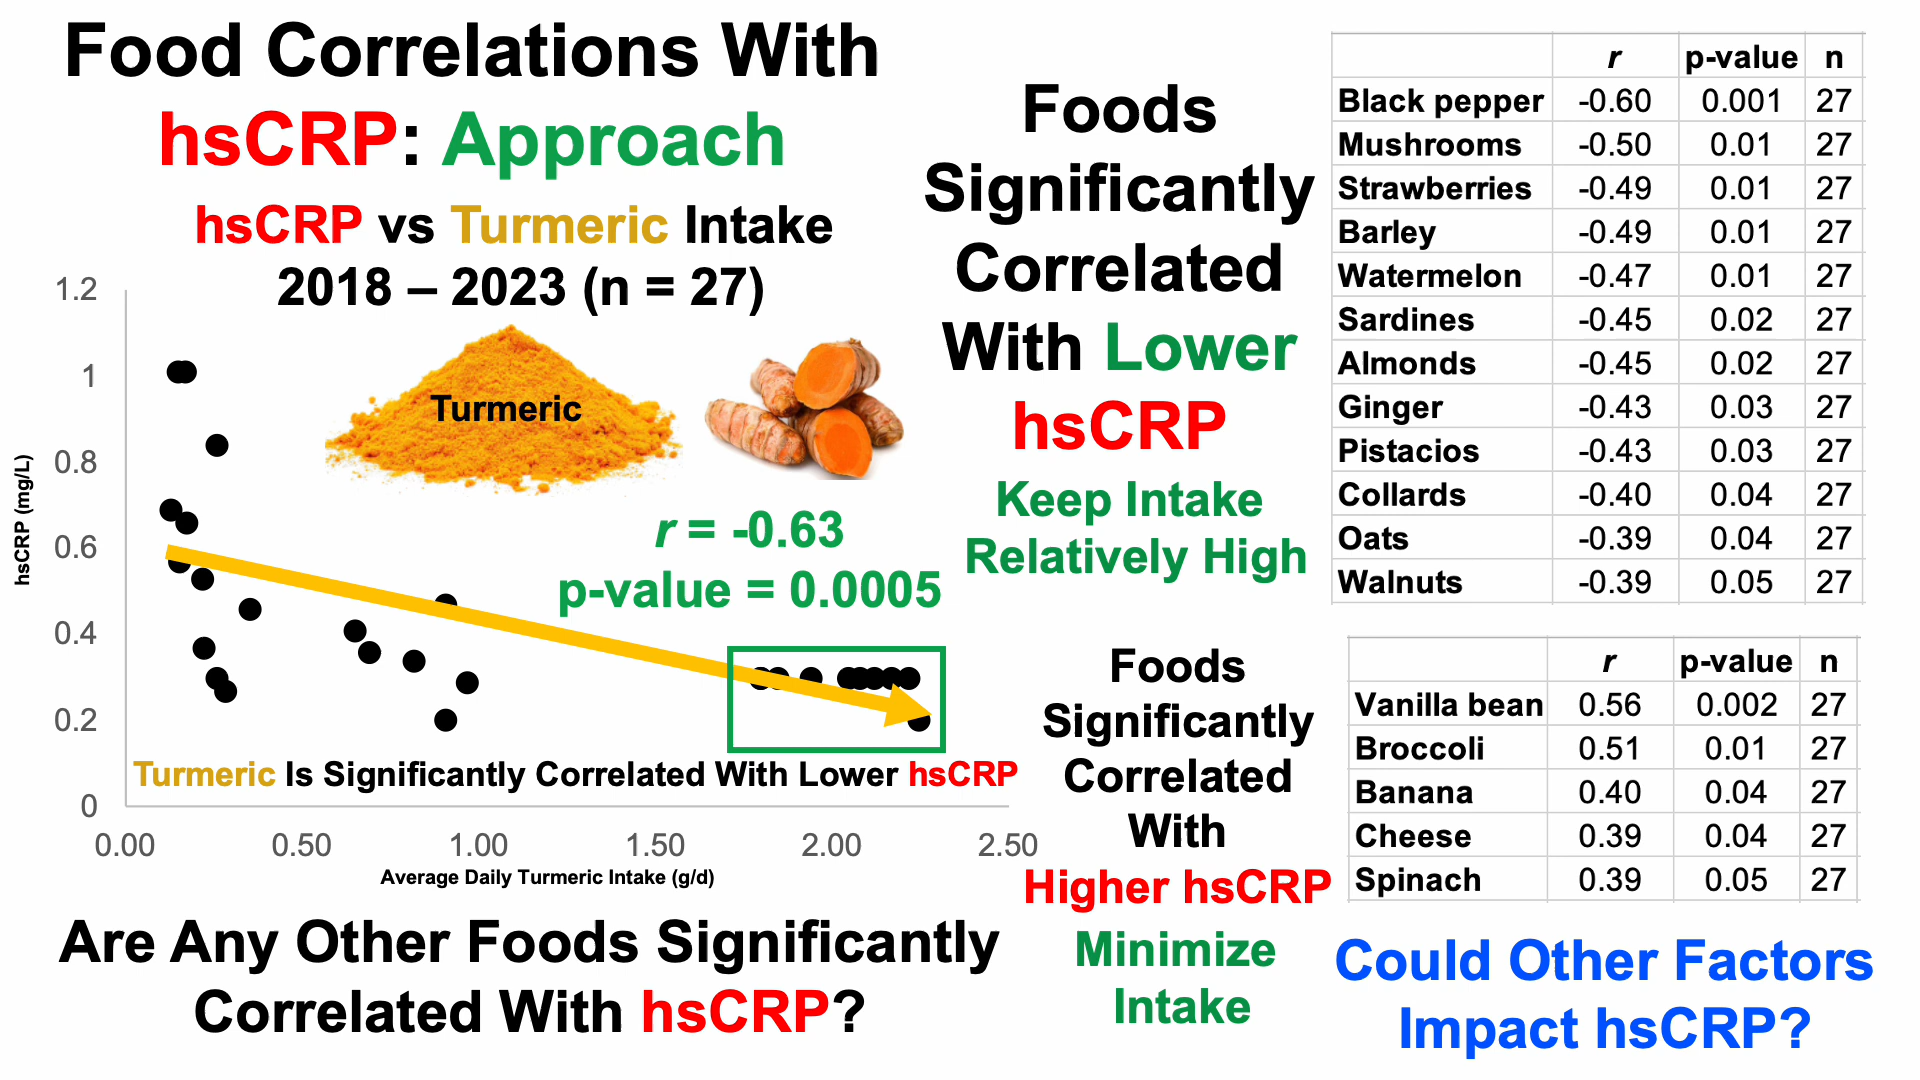 Food Correlations With
hsCRP: Approach
hsCRP vs Turmeric Intake
2018 – 2023 (n = 27)
1.2
1
0.8
0.6
0.4
0.2
0
hsCRP (mg/L)
Turmeric
r = -0.63
p-value = 0.0005
Turmeric Is Significantly Correlated With Lower hsCRP
0.00 0.50 1.00 1.50 2.00 2.50
Average Daily Turmeric Intake (g/d)
Are Any Other Foods Significantly
Correlated With hsCRP?
Foods
Significantly
Correlated
With Lower
hsCRP
Keep Intake
Relatively High
r p-value n
Black pepper -0.60 0.001 27
Mushrooms -0.50 0.01 27
Strawberries -0.49 0.01 27
Barley -0.49 0.01 27
Watermelon -0.47 0.01 27
Sardines -0.45 0.02 27
Almonds -0.45 0.02 27
Ginger -0.43 0.03 27
Pistacios -0.43 0.03 27
Collards -0.40 0.04 27
Oats -0.39 0.04 27
Walnuts -0.39 0.05 27
Foods
Significantly
Correlated
With
Higher hsCRP
Minimize
Intake
r p-value n
Vanilla bean 0.56 0.002 27
Broccoli 0.51 0.01 27
Banana 0.40 0.04 27
Cheese 0.39 0.04 27
Spinach 0.39 0.05 27
Could Other Factors
Impact hsCRP?